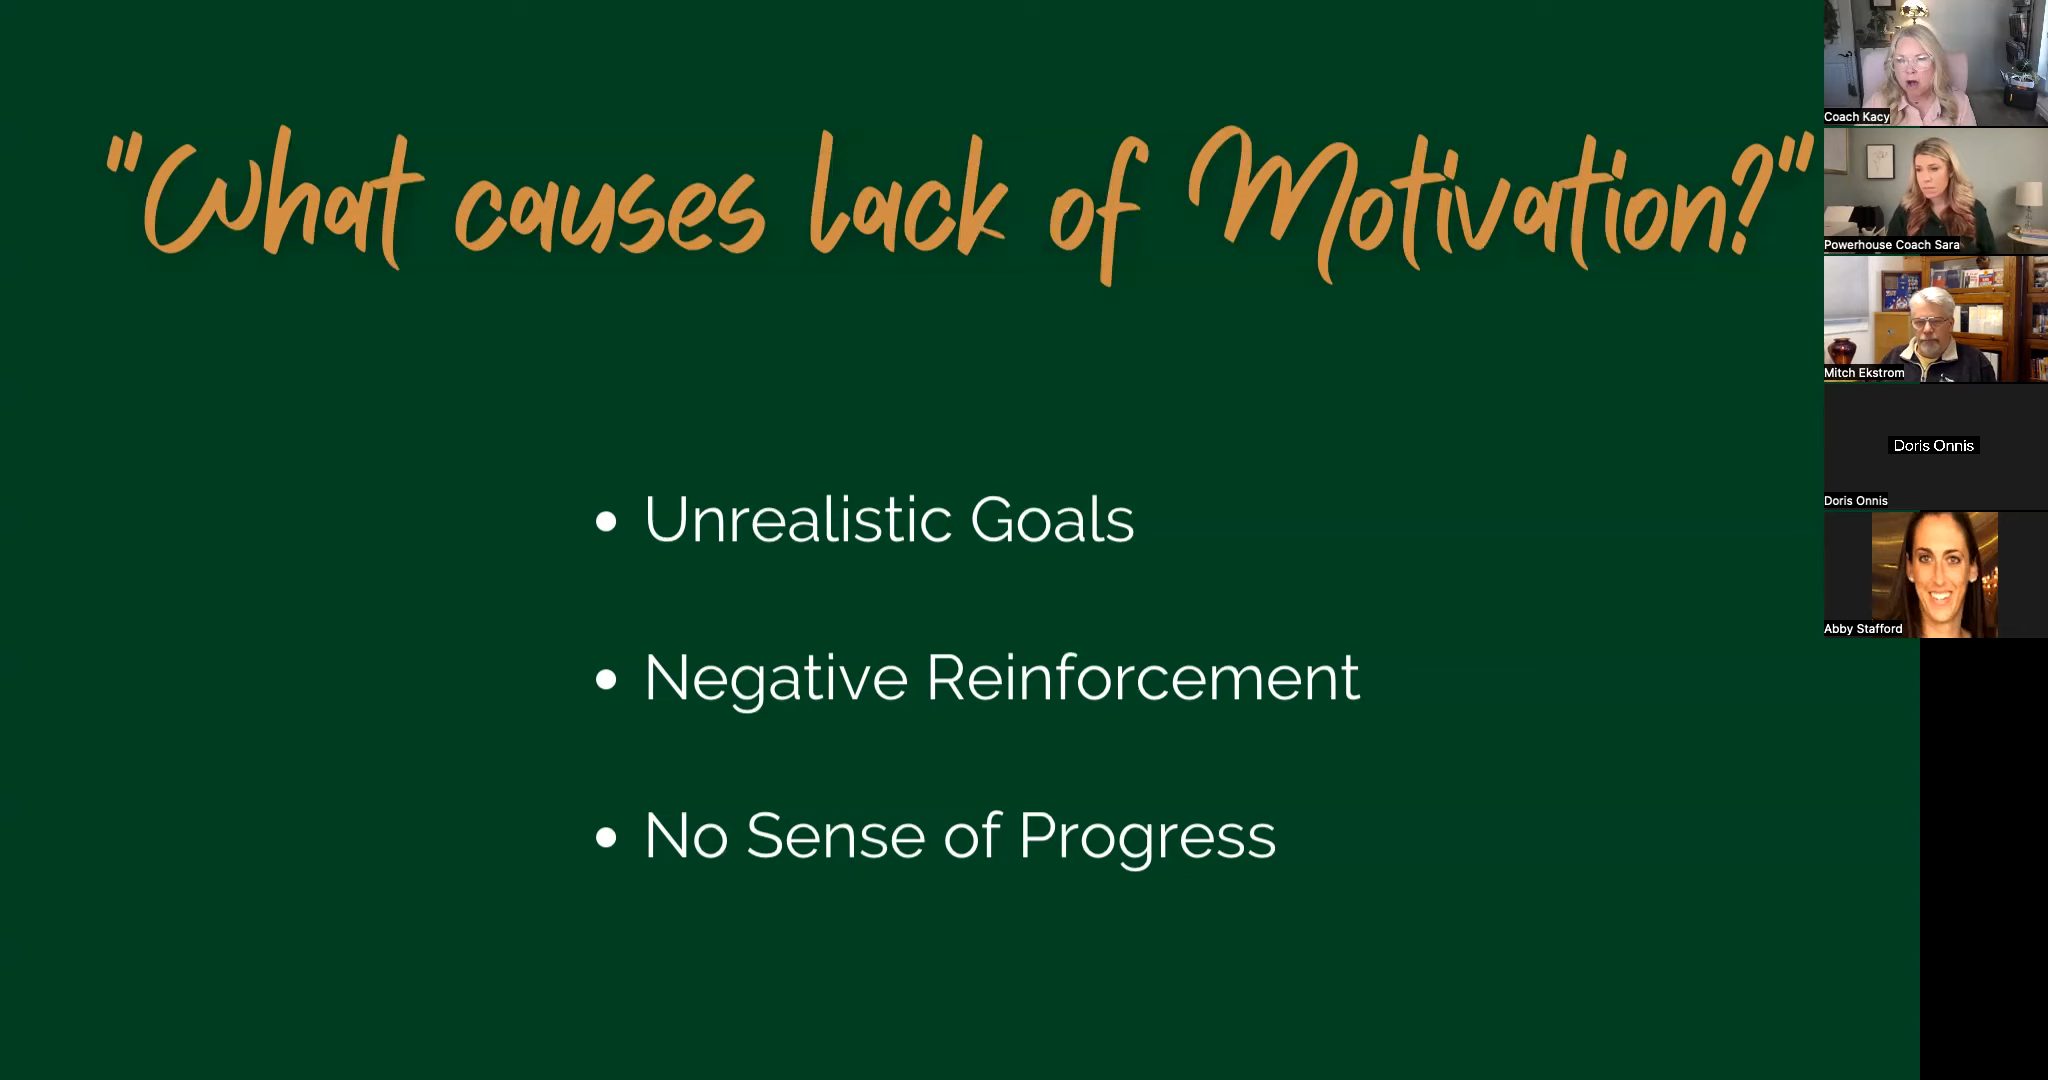 "What causes lack of Motivation?"
• Unrealistic Goals
• Negative Reinforcement
• No Sense of Progress
Coach Kacy
Powerhouse Coach Sara
Mitch Ekstrom
Doris Onnis
Doris Onnis
Abby Stafford